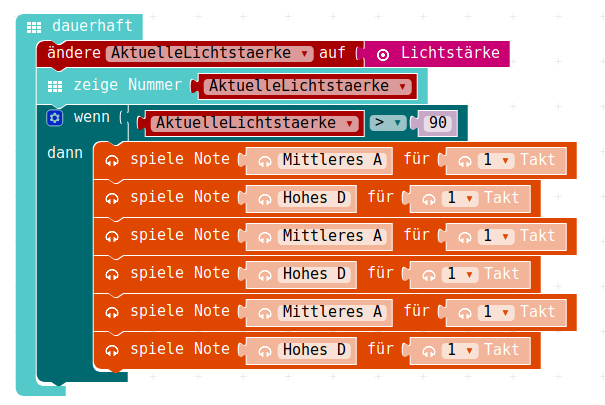 dauerhaft
ändere AktuelleLichtstaerke auf Lichtstärke
zeige Nummer AktuelleLichtstaerke
wenn AktuelleLichtstaerke > 90
dann spiele Note Mittleres A für 1 Takt
spiele Note Hohes D für 1 Takt
spiele Note Mittleres A für 1 Takt
spiele Note Hohes D für 1 Takt
spiele Note Mittleres A für 1 Takt
spiele Note Hohes D für 1 Takt